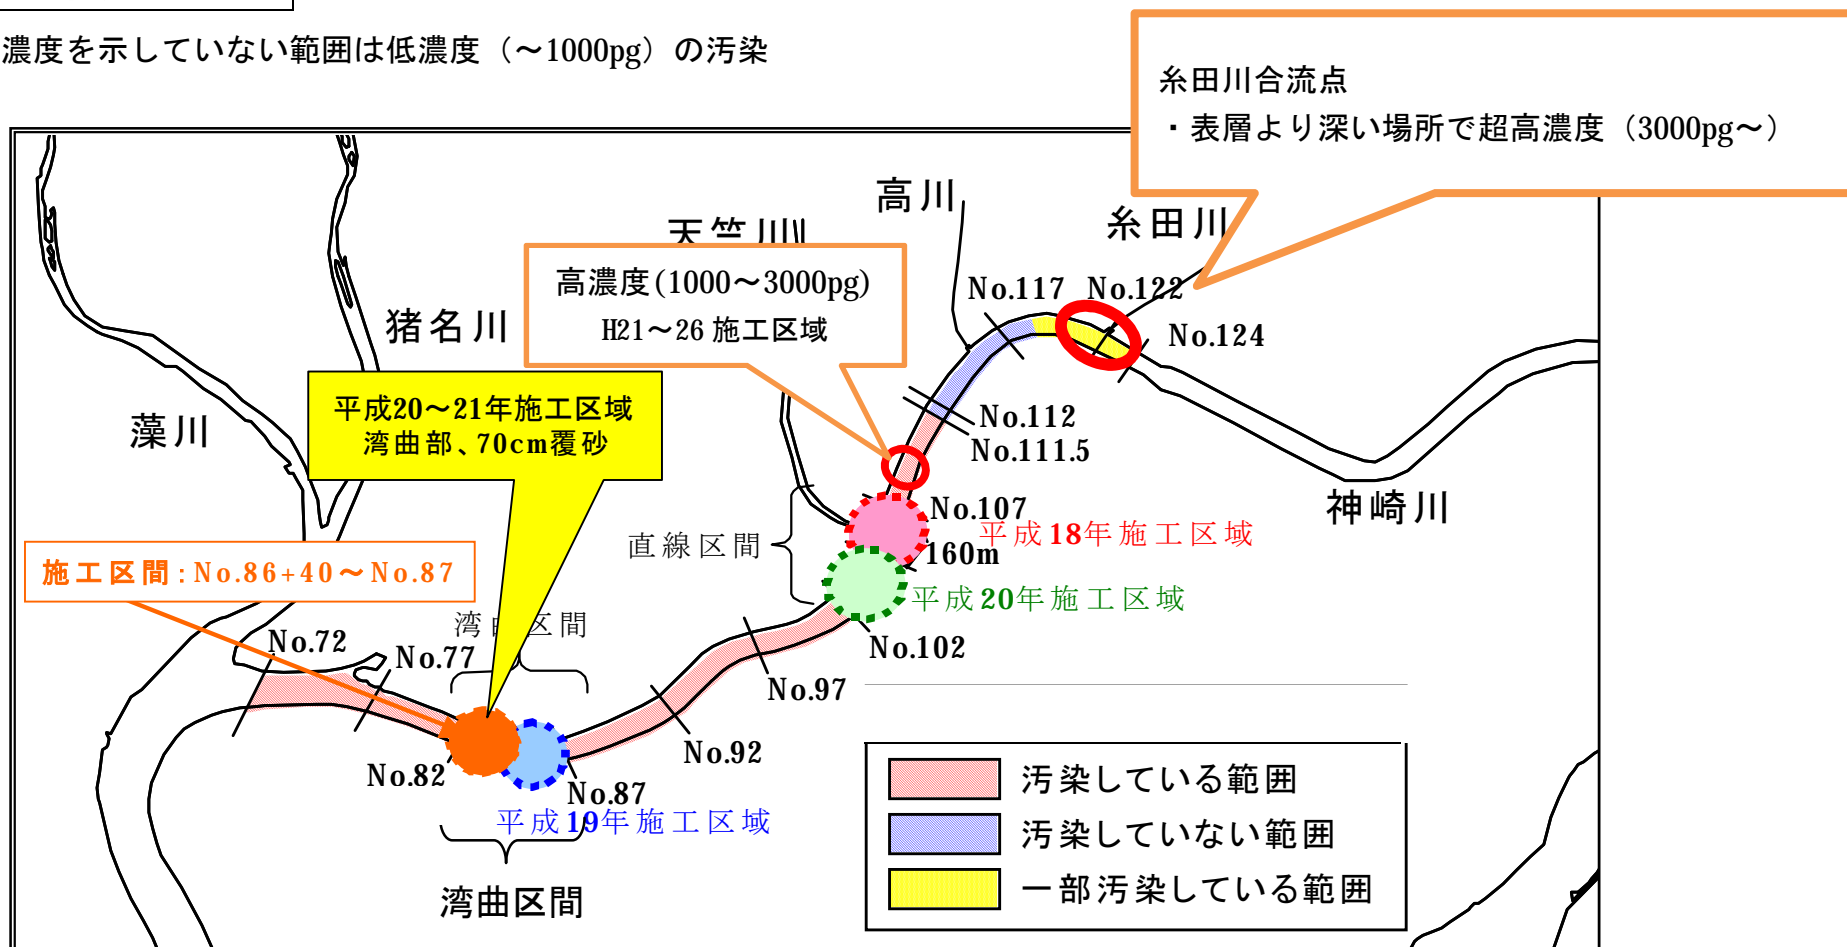 濃度を示していない範囲は低濃度（～1000pg）の汚染
糸田川合流点
・表層より深い場所で超高濃度（3000pg～）
高川
天竺川
糸田川
高濃度(1000～3000pg)
H21～26 施工区域
No.117
No.122
No.124
猪名川
平成20～21年施工区域
湾曲部、70cm覆砂
藻川
No.112
No.111.5
神崎川
No.107
平成18年施工区域
直線区間
160m
施工区間:No.86+40～No.87
平成20年施工区域
湾曲区間
No.72
No.77
No.102
No.97
No.92
No.82
No.87
平成19年施工区域
湾曲区間
汚染している範囲
汚染していない範囲
一部汚染している範囲